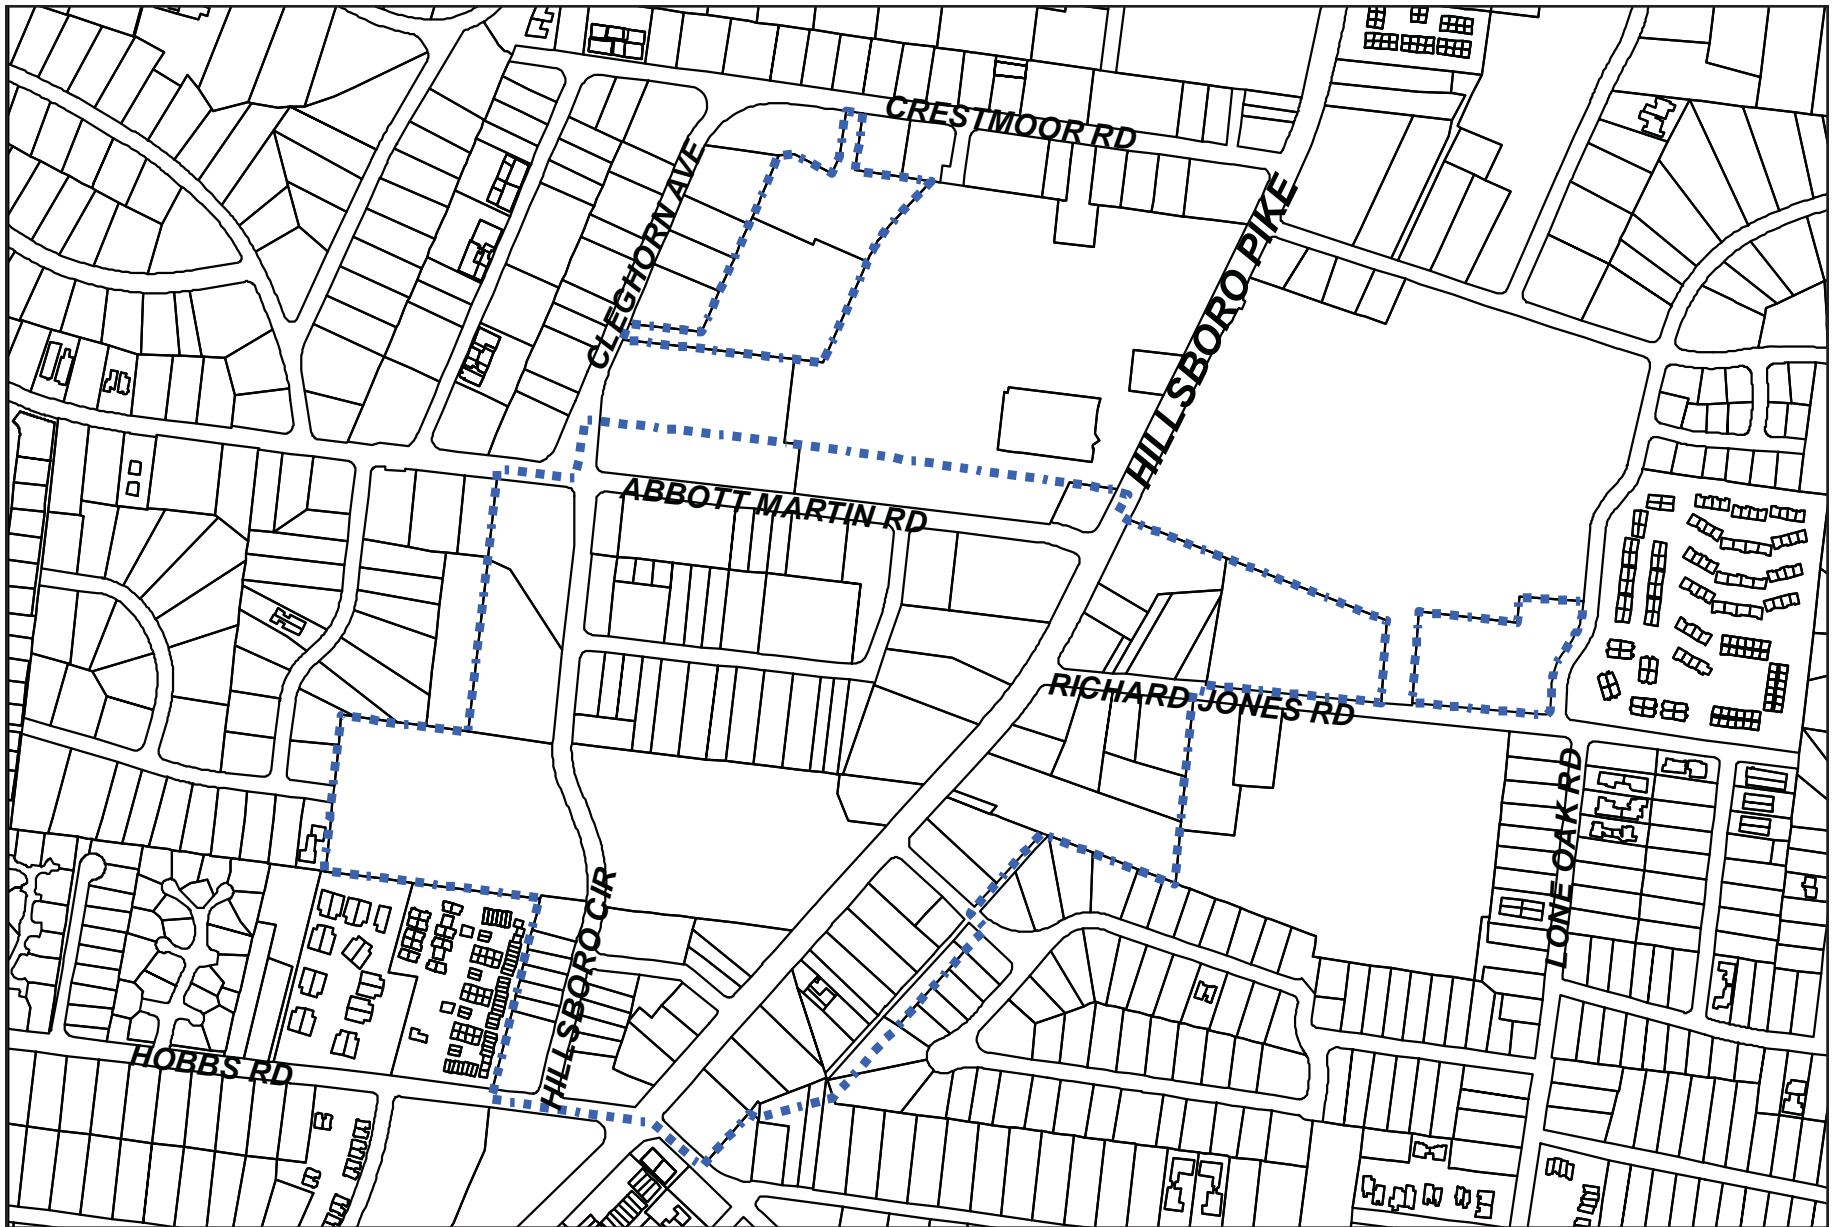 CRESTMOOR RD
CLEGHORN AVE
HILLSBORO PIKE
ABBOTT MARTIN RD
RICHARD JONES RD
LONE OAK RD
HILLSBORO CIR
HOBBS RD